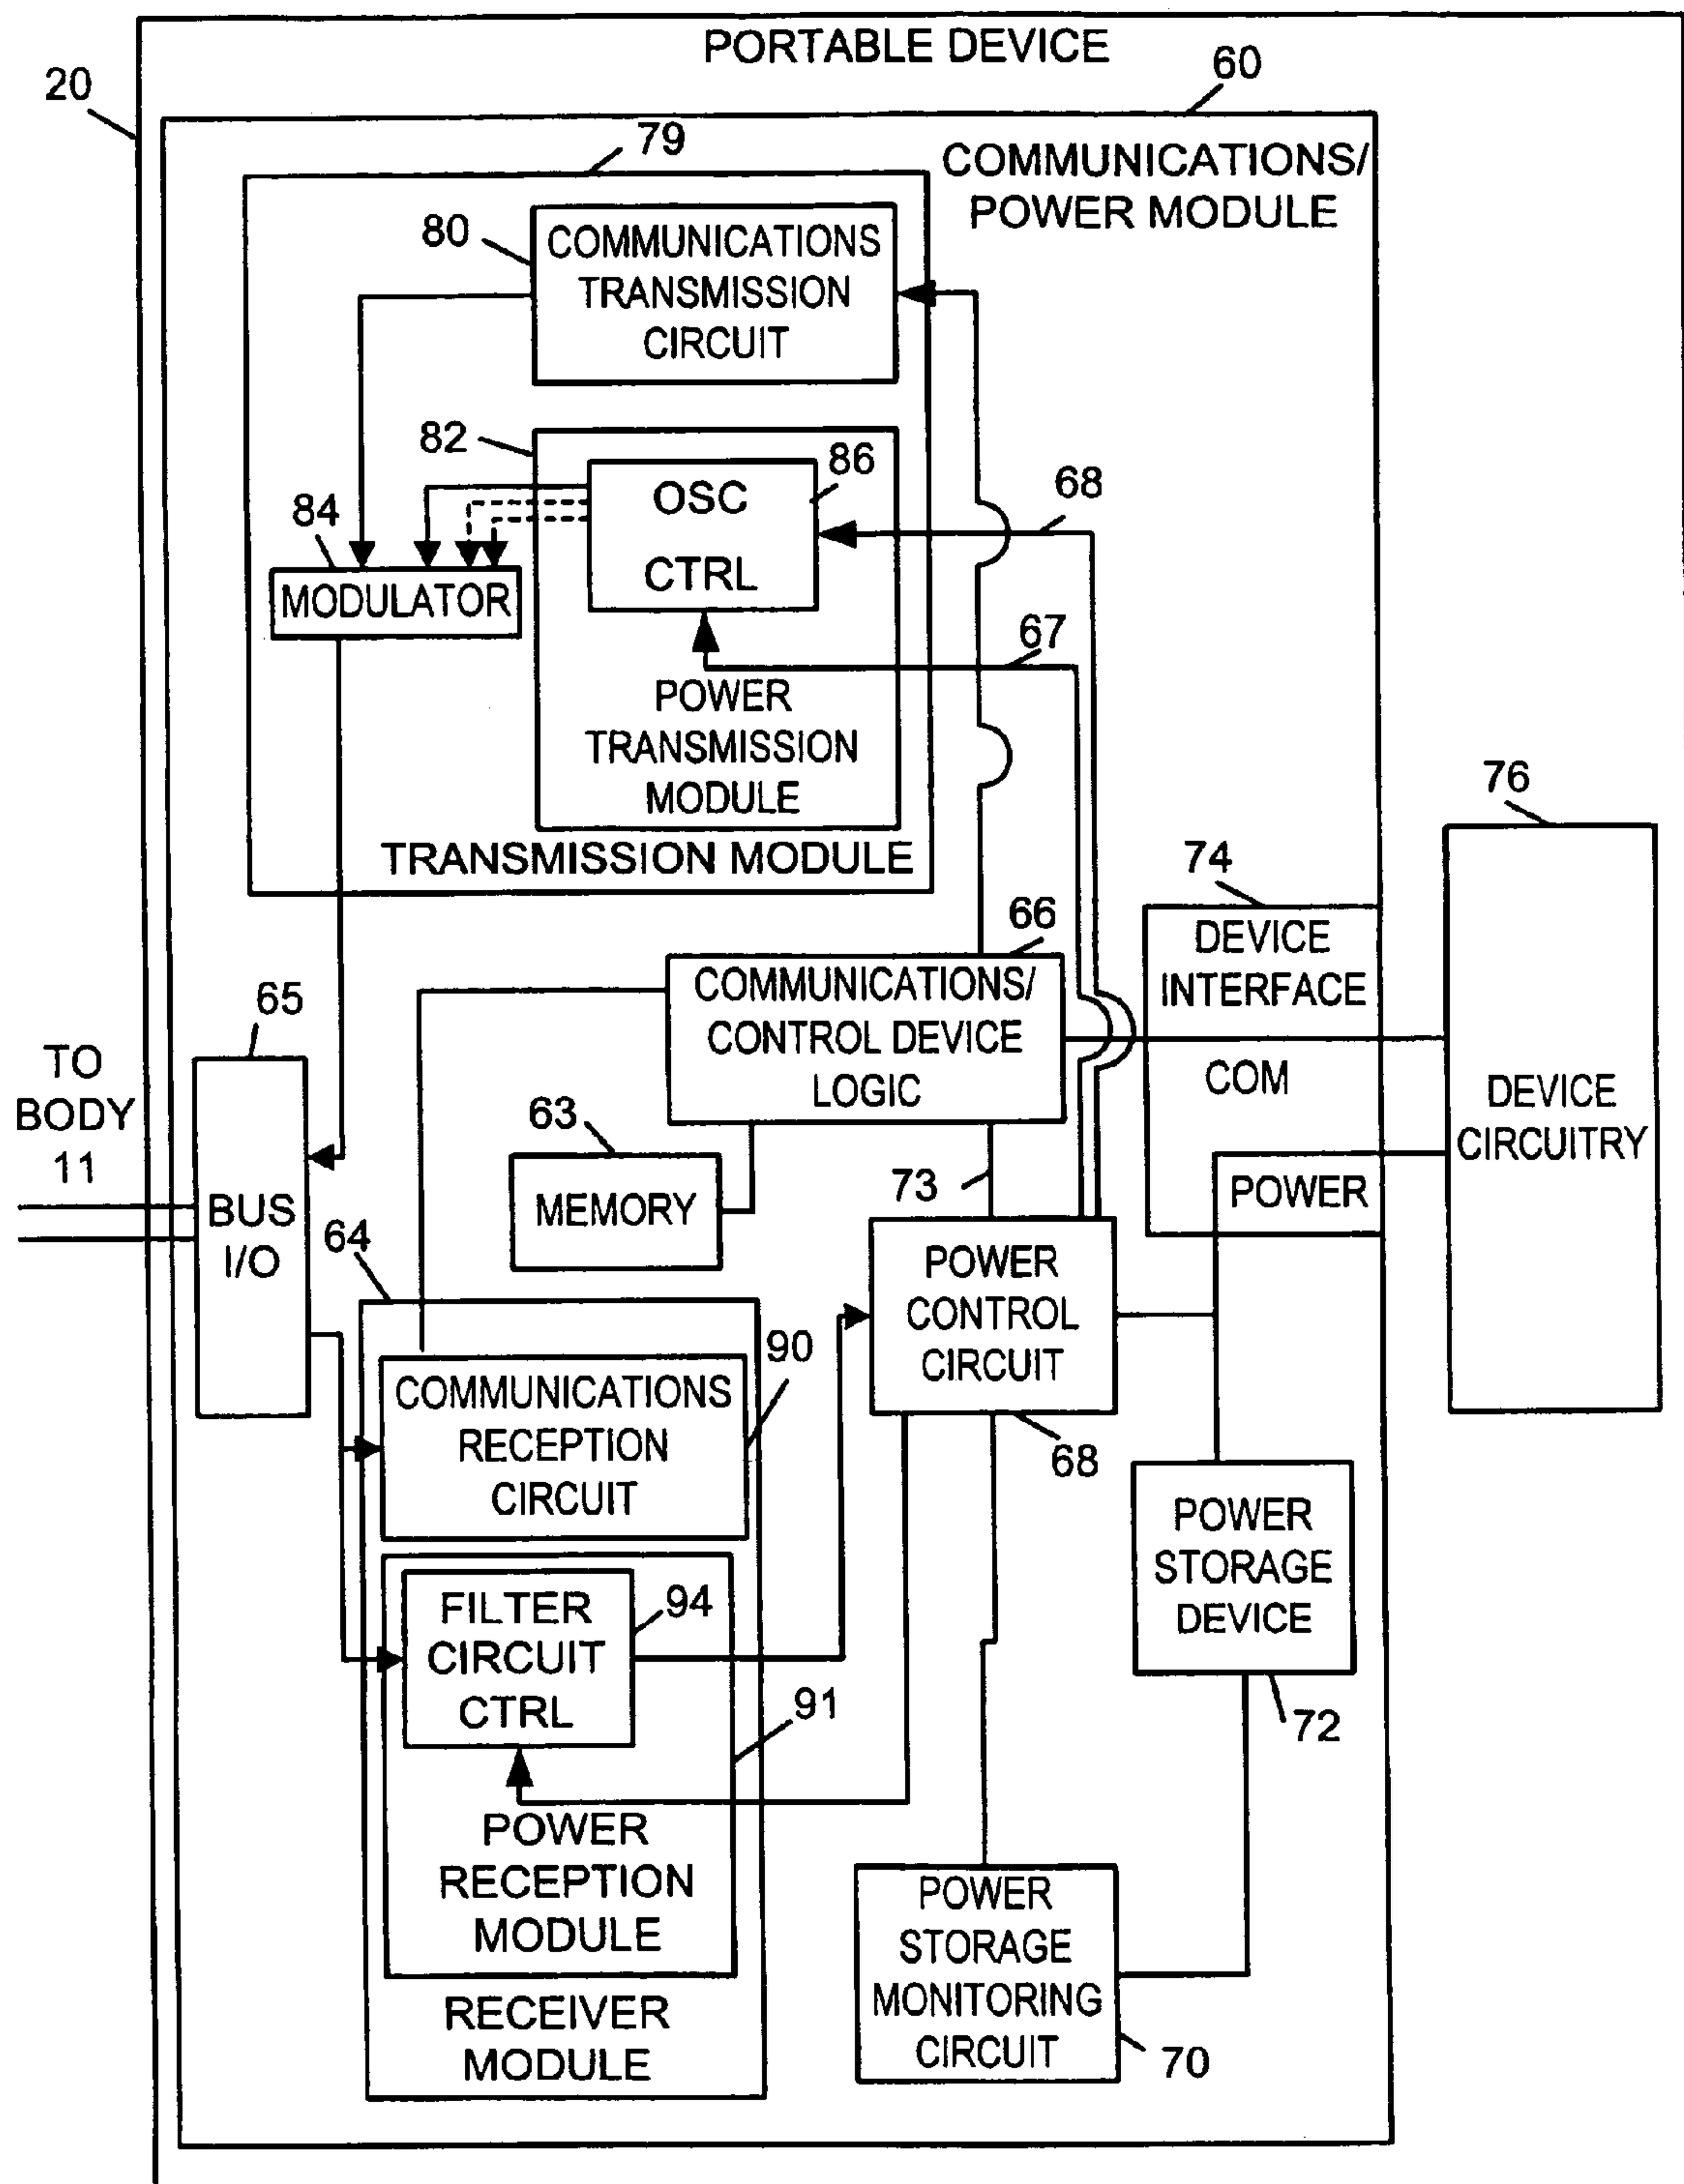 PORTABLE DEVICE
20
60
79
COMMUNICATIONS/
POWER MODULE
80
COMMUNICATIONS
TRANSMISSION
CIRCUIT
82
86
68
OSC
84
CTRL
MODULATOR
67
POWER
TRANSMISSION
MODULE
76
TRANSMISSION MODULE
74
66
DEVICE
INTERFACE
65
COMMUNICATIONS/
CONTROL DEVICE
LOGIC
TO
BODY
11
COM
DEVICE
CIRCUITRY
63
MEMORY
73
POWER
BUS
I/O
64
POWER
CONTROL
CIRCUIT
90
COMMUNICATIONS
RECEPTION
CIRCUIT
68
POWER
STORAGE
DEVICE
FILTER
CIRCUIT
CTRL
94
91
72
POWER
RECEPTION
MODULE
POWER
STORAGE
MONITORING
CIRCUIT
RECEIVER
MODULE
70